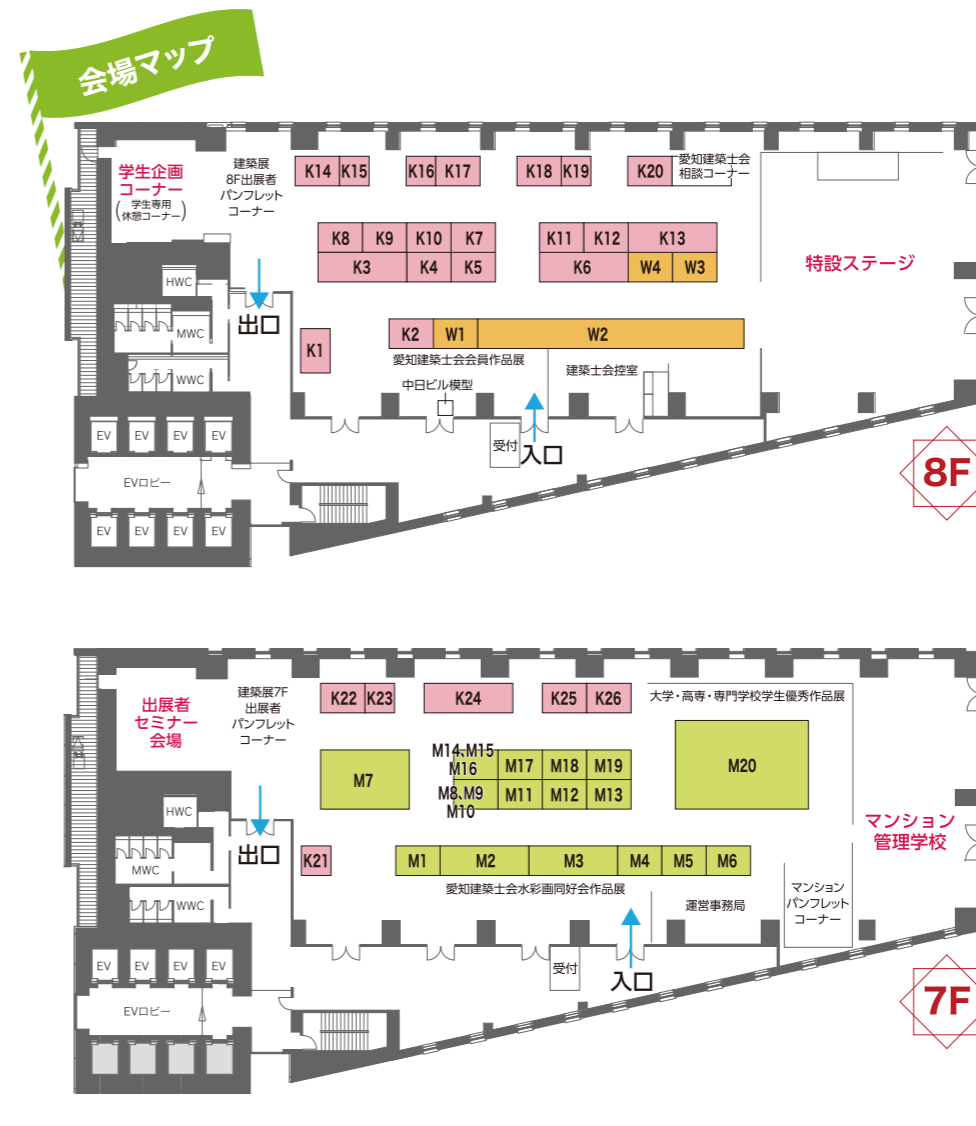 会場マップ
学生企画
コーナー
(学生専用
休憩コーナー)
建築展
8F出展者
パンフレット
コーナー
K14 K15 K16 K17 K18 K19 K20
愛知建築士会
相談コーナー
K8 K9 K10 K7 K11 K12 K13
K3 K4 K5 K6 W4 W3
特設ステージ
HWC
MWC
WWC
出口
K1
K2 W1 W2
愛知建築士会会員作品展
中日ビル模型
建築士会控室
受付
入口
EV EV EV EV
EVロビー
EV EV EV EV
8F
出展者
セミナー
会場
建築展7F
出展者
パンフレット
コーナー
K22 K23 K24 K25 K26
大学・高専・専門学校学生優秀作品展
M7
M14、M15
M16
M17 M18 M19
M8、M9
M10
M11 M12 M13
M20
マンション
管理学校
HWC
MWC
WWC
出口
K21
M1 M2 M3 M4 M5 M6
愛知建築士会水彩画同好会作品展
運営事務局
マンション
パンフレット
コーナー
受付
入口
EV EV EV EV
EVロビー
7F